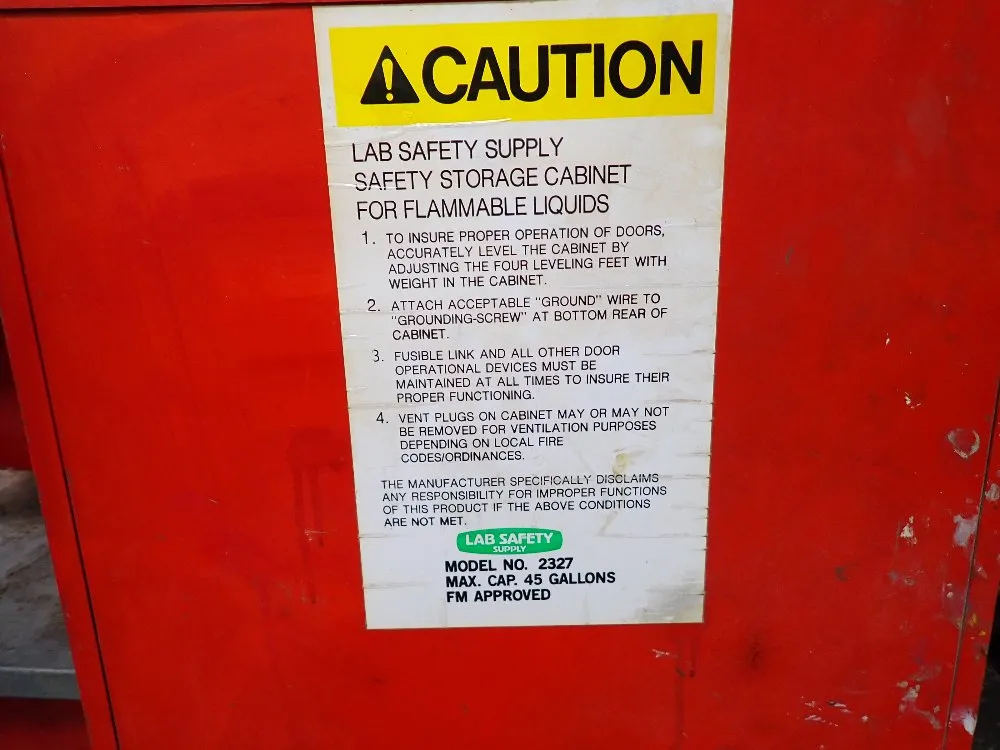 CAUTION
LAB SAFETY SUPPLY
SAFETY STORAGE CABINET
FOR FLAMMABLE LIQUIDS
1. TO INSURE PROPER OPERATION OF DOORS,
ACCURATELY LEVEL THE CABINET BY
ADJUSTING THE FOUR LEVELING FEET WITH
WEIGHT IN THE CABINET.
2. ATTACH ACCEPTABLE "GROUND" WIRE TO
"GROUNDING-SCREW" AT BOTTOM REAR OF
CABINET.
3. FUSIBLE LINK AND ALL OTHER DOOR
OPERATIONAL DEVICES MUST BE
MAINTAINED AT ALL TIMES TO INSURE THEIR
PROPER FUNCTIONING.
4. VENT PLUGS ON CABINET MAY OR MAY NOT
BE REMOVED FOR VENTILATION PURPOSES
DEPENDING ON LOCAL FIRE
CODES/ORDINANCES.
THE MANUFACTURER SPECIFICALLY DISCLAIMS
ANY RESPONSIBILITY FOR IMPROPER FUNCTIONS
OF THIS PRODUCT IF THE ABOVE CONDITIONS
ARE NOT MET.
LAB SAFETY
SUPPLY
MODEL NO. 2327
MAX. CAP. 45 GALLONS
FM APPROVED